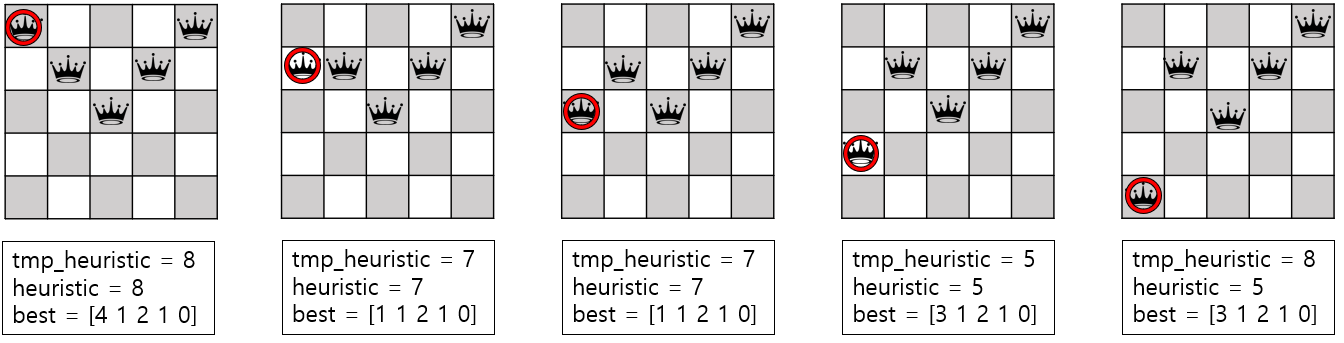 tmp_heuristic = 8
heuristic = 8
best = [4 1 2 1 0]
tmp_heuristic = 7
heuristic = 7
best = [1 1 2 1 0]
tmp_heuristic = 7
heuristic = 7
best = [1 1 2 1 0]
tmp_heuristic = 5
heuristic = 5
best = [3 1 2 1 0]
tmp_heuristic = 8
heuristic = 5
best = [3 1 2 1 0]